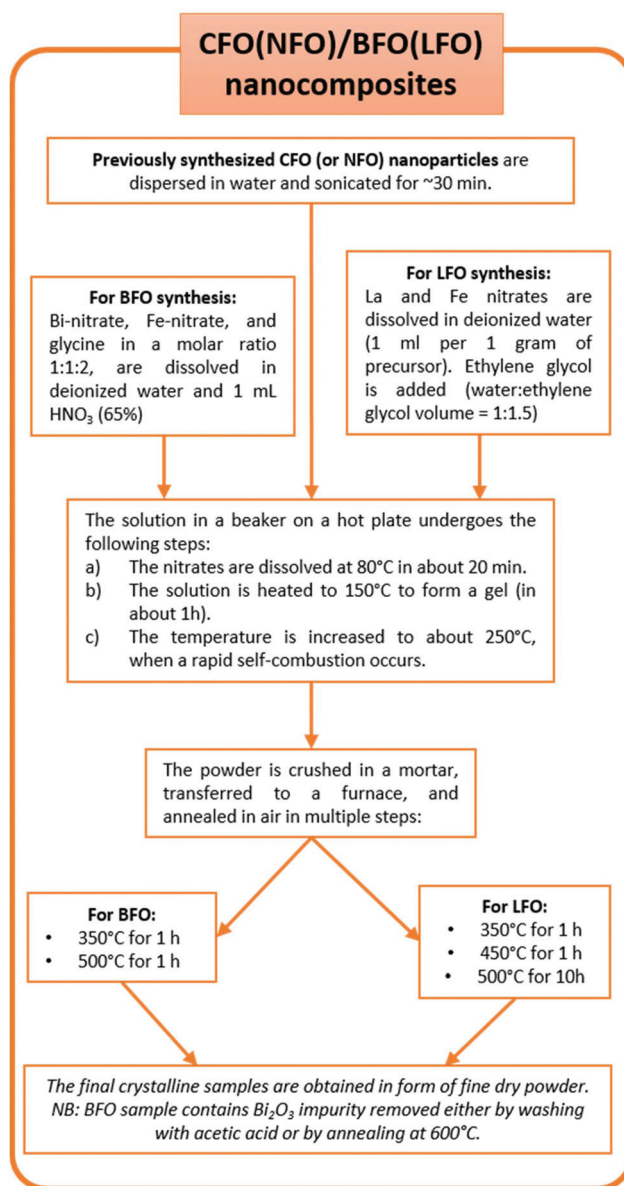 CFO(NFO)/BFO(LFO)
nanocomposites
Previously synthesized CFO (or NFO) nanoparticles are
dispersed in water and sonicated for ~30 min.
For BFO synthesis:
Bi-nitrate, Fe-nitrate, and
glycine in a molar ratio
1:1:2, are dissolved in
deionized water and 1 mL
HNO₃ (65%)
For LFO synthesis:
La and Fe nitrates are
dissolved in deionized water
(1 ml per 1 gram of
precursor). Ethylene glycol
is added (water:ethylene
glycol volume = 1:1.5)
The solution in a beaker on a hot plate undergoes the
following steps:
a) The nitrates are dissolved at 80°C in about 20 min.
b) The solution is heated to 150°C to form a gel (in
about 1h).
c) The temperature is increased to about 250°C,
when a rapid self-combustion occurs.
The powder is crushed in a mortar,
transferred to a furnace, and
annealed in air in multiple steps:
For BFO:
• 350°C for 1 h
• 500°C for 1 h
For LFO:
• 350°C for 1 h
• 450°C for 1 h
• 500°C for 10h
The final crystalline samples are obtained in form of fine dry powder.
NB: BFO sample contains Bi₂O₃ impurity removed either by washing
with acetic acid or by annealing at 600°C.